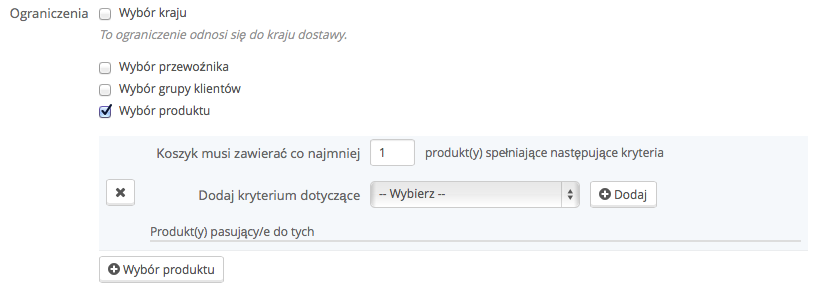 Ograniczenia Wybór kraju
To ograniczenie odnosi się do kraju dostawy.
Wybór przewoźnika
Wybór grupy klientów
Wybór produktu
Koszyk musi zawierać co najmniej 1 produkt(y) spełniające następujące kryteria
Dodaj kryterium dotyczące -- Wybierz -- Dodaj
Produkt(y) pasujący/e do tych
Wybór produktu